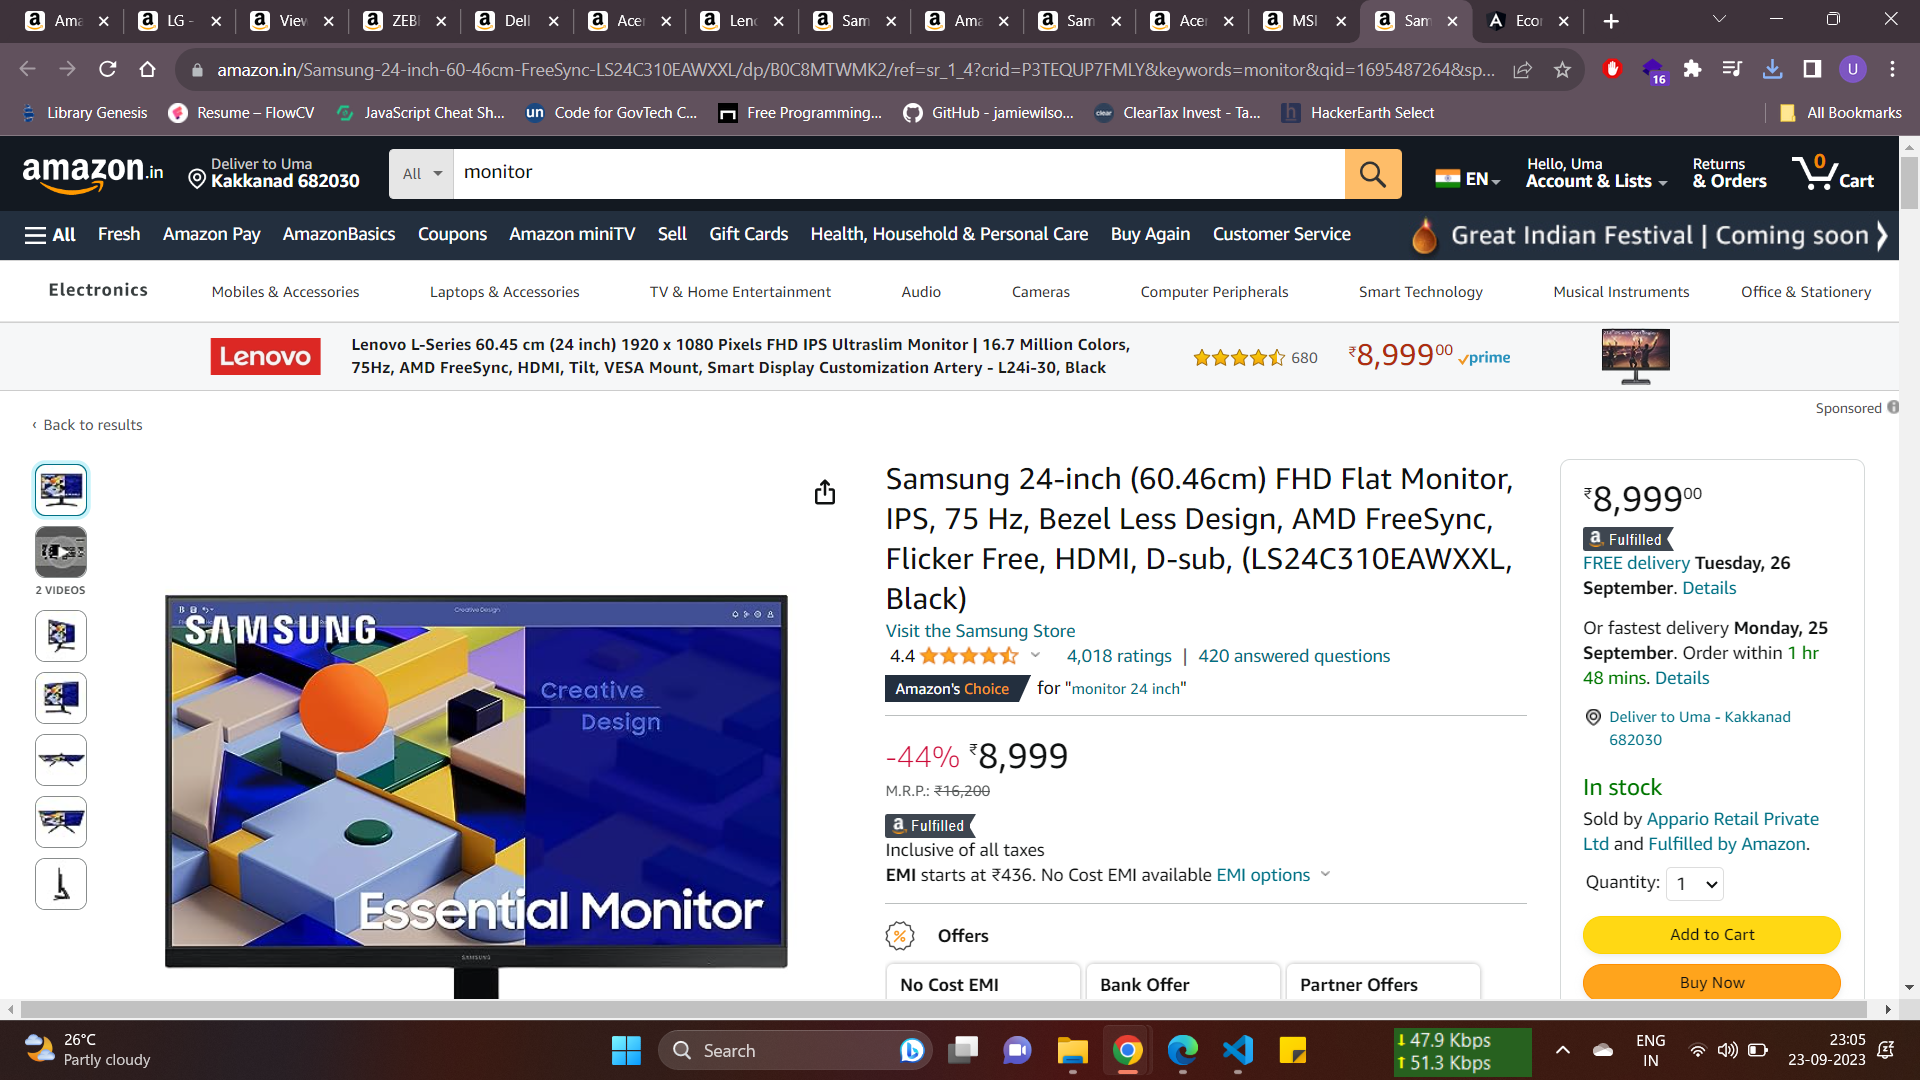 Ama
LG -
View
ZEBI
Dell
Acer
Leno
Sam
Ama
Sam
Acer
MSI
Sam
Ecor
amazon.in/Samsung-24-inch-60-46cm-FreeSync-LS24C310EAWXXL/dp/B0C8MTWMK2/ref=sr_1_4?crid=P3TEQUP7FMLY&keywords=monitor&qid=1695487264&sp...
16
U
Library Genesis
Resume – FlowCV
JavaScript Cheat Sh...
Code for GovTech C...
Free Programming...
GitHub - jamiewilso...
ClearTax Invest - Ta...
HackerEarth Select
All Bookmarks
amazon.in
Deliver to Uma
Kakkanad 682030
All
monitor
EN
Hello, Uma
Account & Lists
Returns
& Orders
0
Cart
All
Fresh
Amazon Pay
AmazonBasics
Coupons
Amazon miniTV
Sell
Gift Cards
Health, Household & Personal Care
Buy Again
Customer Service
Great Indian Festival | Coming soon
Electronics
Mobiles & Accessories
Laptops & Accessories
TV & Home Entertainment
Audio
Cameras
Computer Peripherals
Smart Technology
Musical Instruments
Office & Stationery
Lenovo
Lenovo L-Series 60.45 cm (24 inch) 1920 x 1080 Pixels FHD IPS Ultraslim Monitor | 16.7 Million Colors,
75Hz, AMD FreeSync, HDMI, Tilt, VESA Mount, Smart Display Customization Artery - L24i-30, Black
680
₹8,99900
prime
Sponsored
‹ Back to results
2 VIDEOS
SAMSUNG
Creative Design
Creative
Design
Essential Monitor
SAMSUNG
Samsung 24-inch (60.46cm) FHD Flat Monitor,
IPS, 75 Hz, Bezel Less Design, AMD FreeSync,
Flicker Free, HDMI, D-sub, (LS24C310EAWXXL,
Black)
Visit the Samsung Store
4.4
4,018 ratings | 420 answered questions
Amazon's Choice for "monitor 24 inch"
-44% ₹8,999
M.R.P.: ₹16,200
Fulfilled
Inclusive of all taxes
EMI starts at ₹436. No Cost EMI available EMI options
Offers
No Cost EMI
Bank Offer
Partner Offers
₹8,99900
Fulfilled
FREE delivery Tuesday, 26
September. Details
Or fastest delivery Monday, 25
September. Order within 1 hr
48 mins. Details
Deliver to Uma - Kakkanad
682030
In stock
Sold by Appario Retail Private
Ltd and Fulfilled by Amazon.
Quantity: 1
Add to Cart
Buy Now
26°C
Partly cloudy
Search
47.9 Kbps
51.3 Kbps
ENG
IN
23:05
23-09-2023